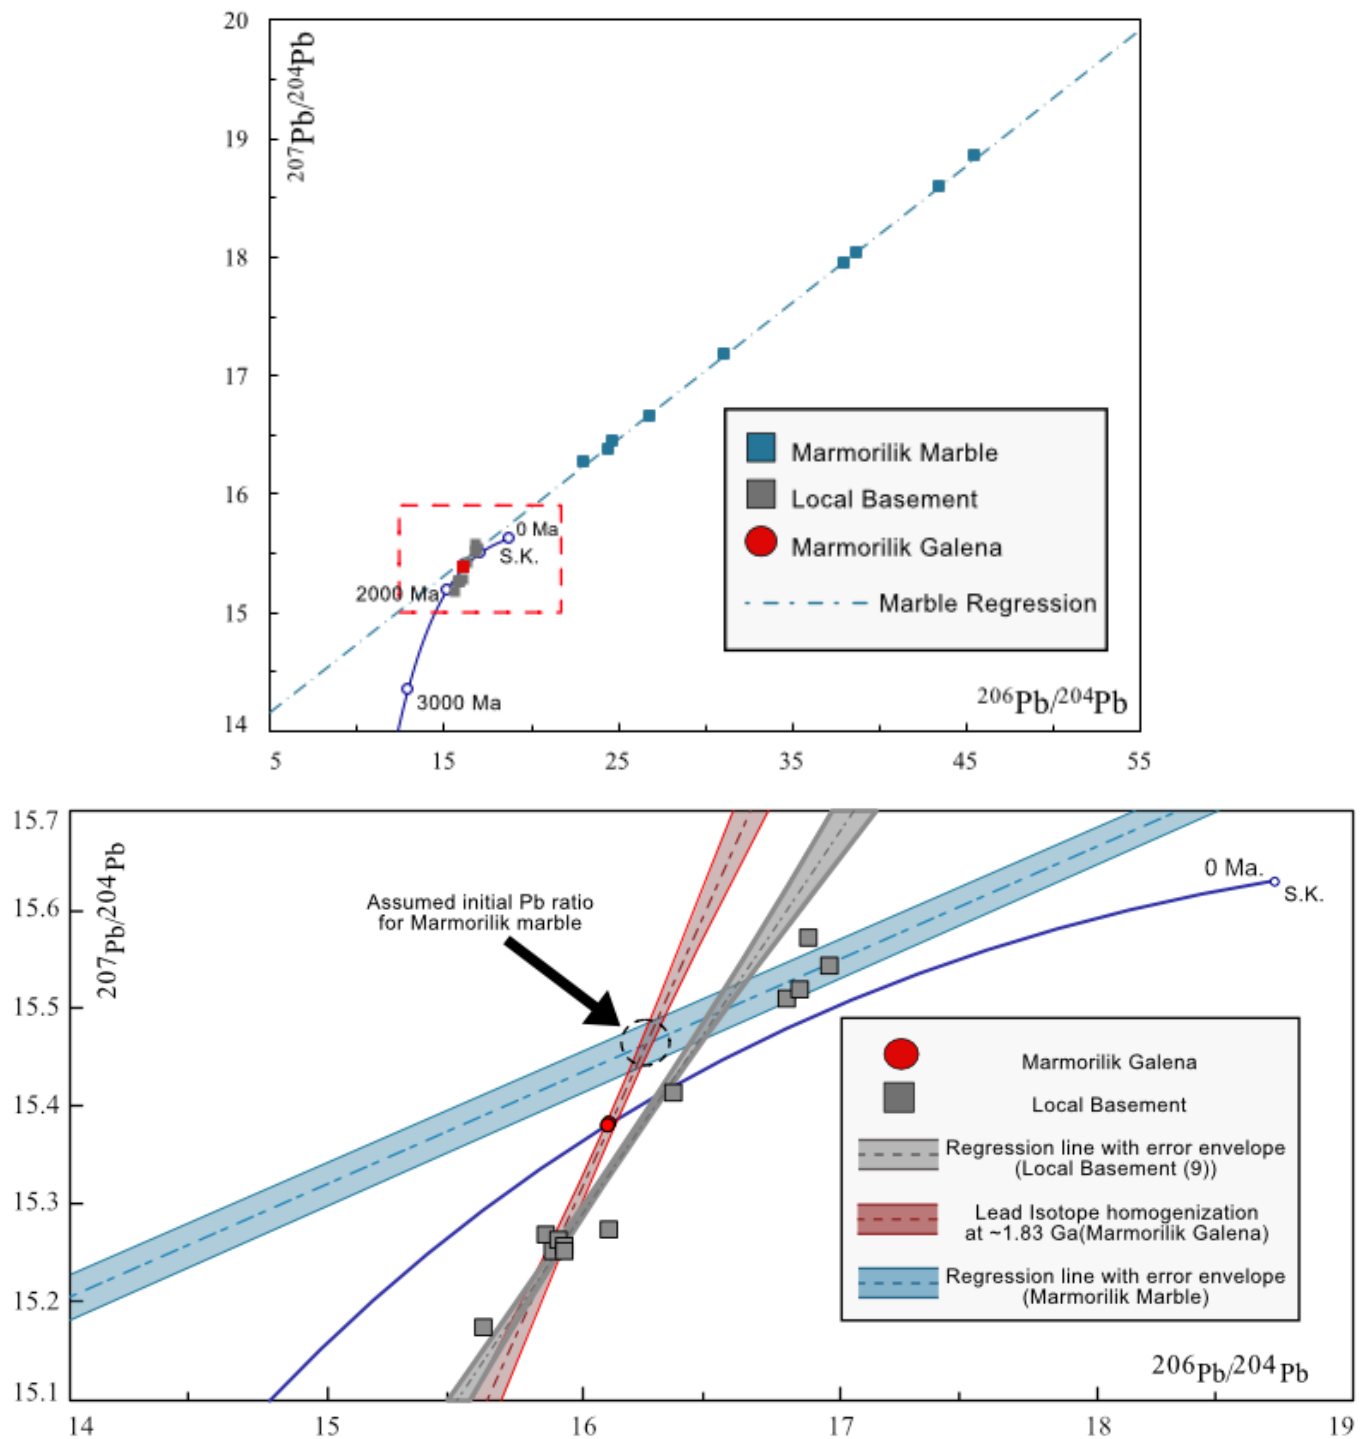 20
207Pb/204Pb
19
18
17
16
15
14
0 Ma
S.K.
2000 Ma
3000 Ma
Marmorilik Marble
Local Basement
Marmorilik Galena
Marble Regression
206Pb/204Pb
5
15
25
35
45
55
15.7
207Pb/204Pb
15.6
15.5
15.4
15.3
15.2
15.1
Assumed initial Pb ratio
for Marmorilik marble
0 Ma.
S.K.
Marmorilik Galena
Local Basement
Regression line with error envelope
(Local Basement (9))
Lead Isotope homogenization
at ~1.83 Ga(Marmorilik Galena)
Regression line with error envelope
(Marmorilik Marble)
206Pb/204Pb
14
15
16
17
18
19